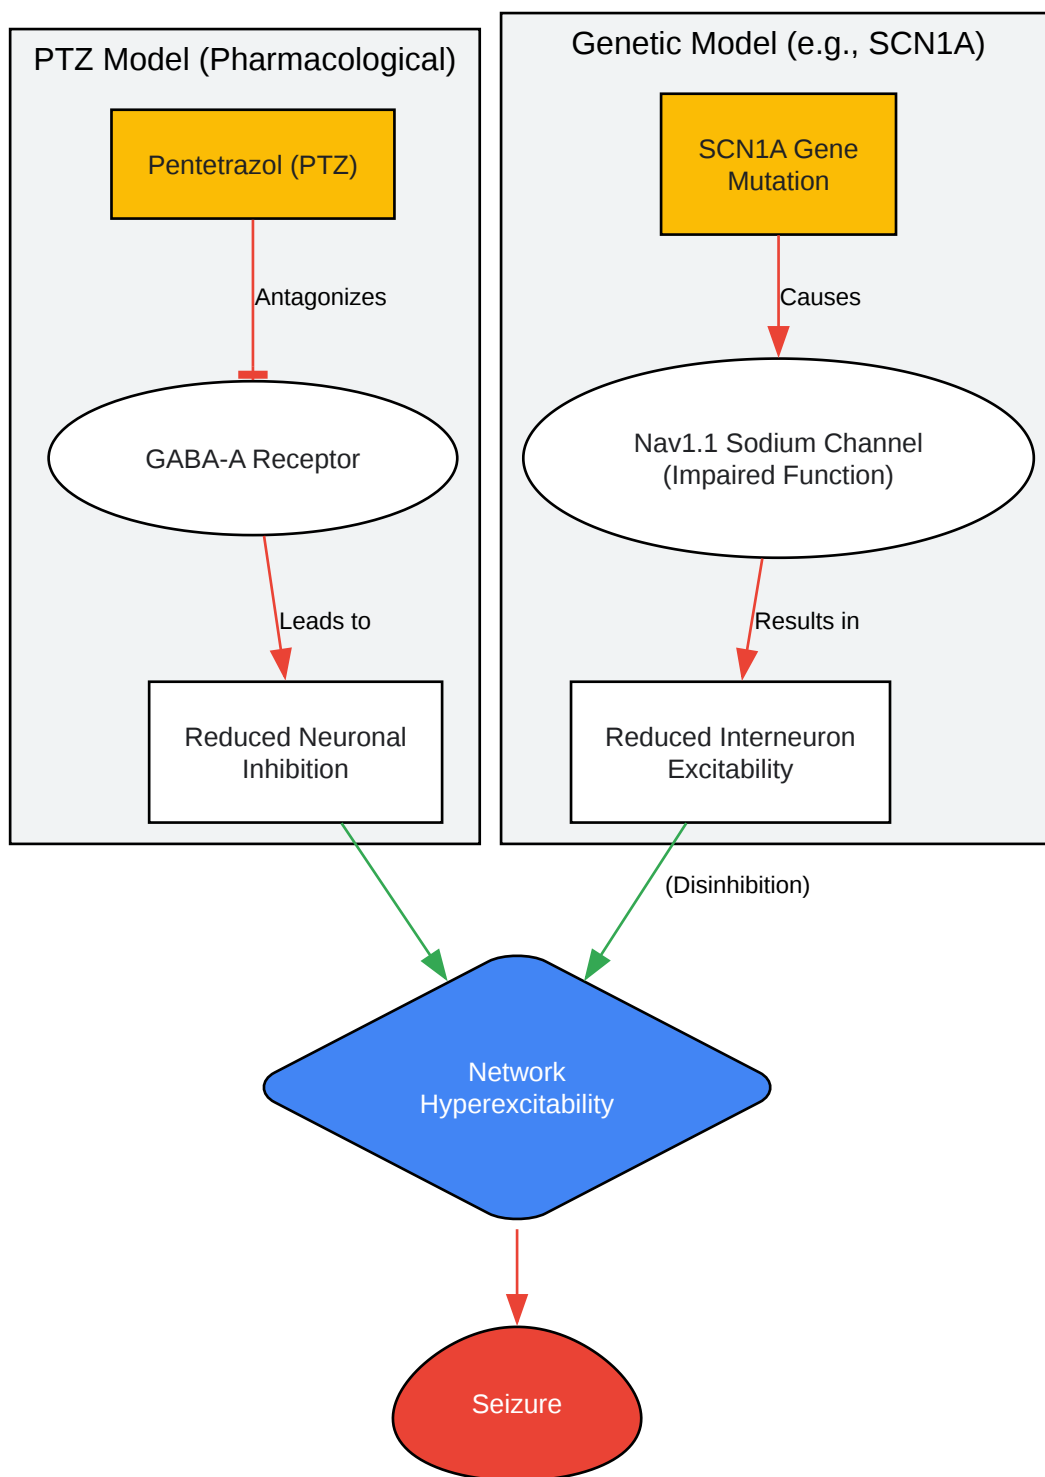 PTZ Model (Pharmacological)
Pentetrazol (PTZ)
Antagonizes
GABA-A Receptor
Leads to
Reduced Neuronal
Inhibition
Genetic Model (e.g., SCN1A)
SCN1A Gene
Mutation
Causes
Nav1.1 Sodium Channel
(Impaired Function)
Results in
Reduced Interneuron
Excitability
(Disinhibition)
Network
Hyperexcitability
Seizure